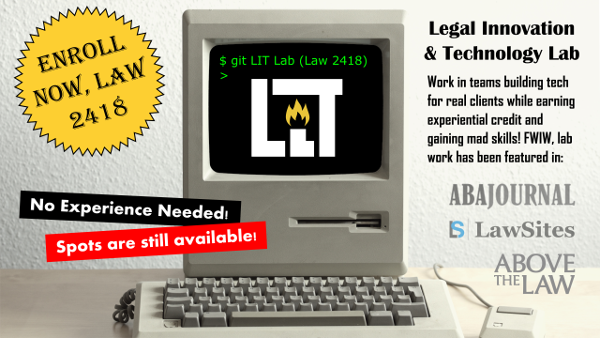 ENROLL
NOW, LAW
2418
$ git LIT Lab (Law 2418)
>
LIT
No Experience Needed!
Spots are still available!
Legal Innovation
& Technology Lab
Work in teams building tech
for real clients while earning
experiential credit and
gaining mad skills! FWIW, lab
work has been featured in:
ABAJOURNAL
LS LawSites
ABOVE
THE LAW